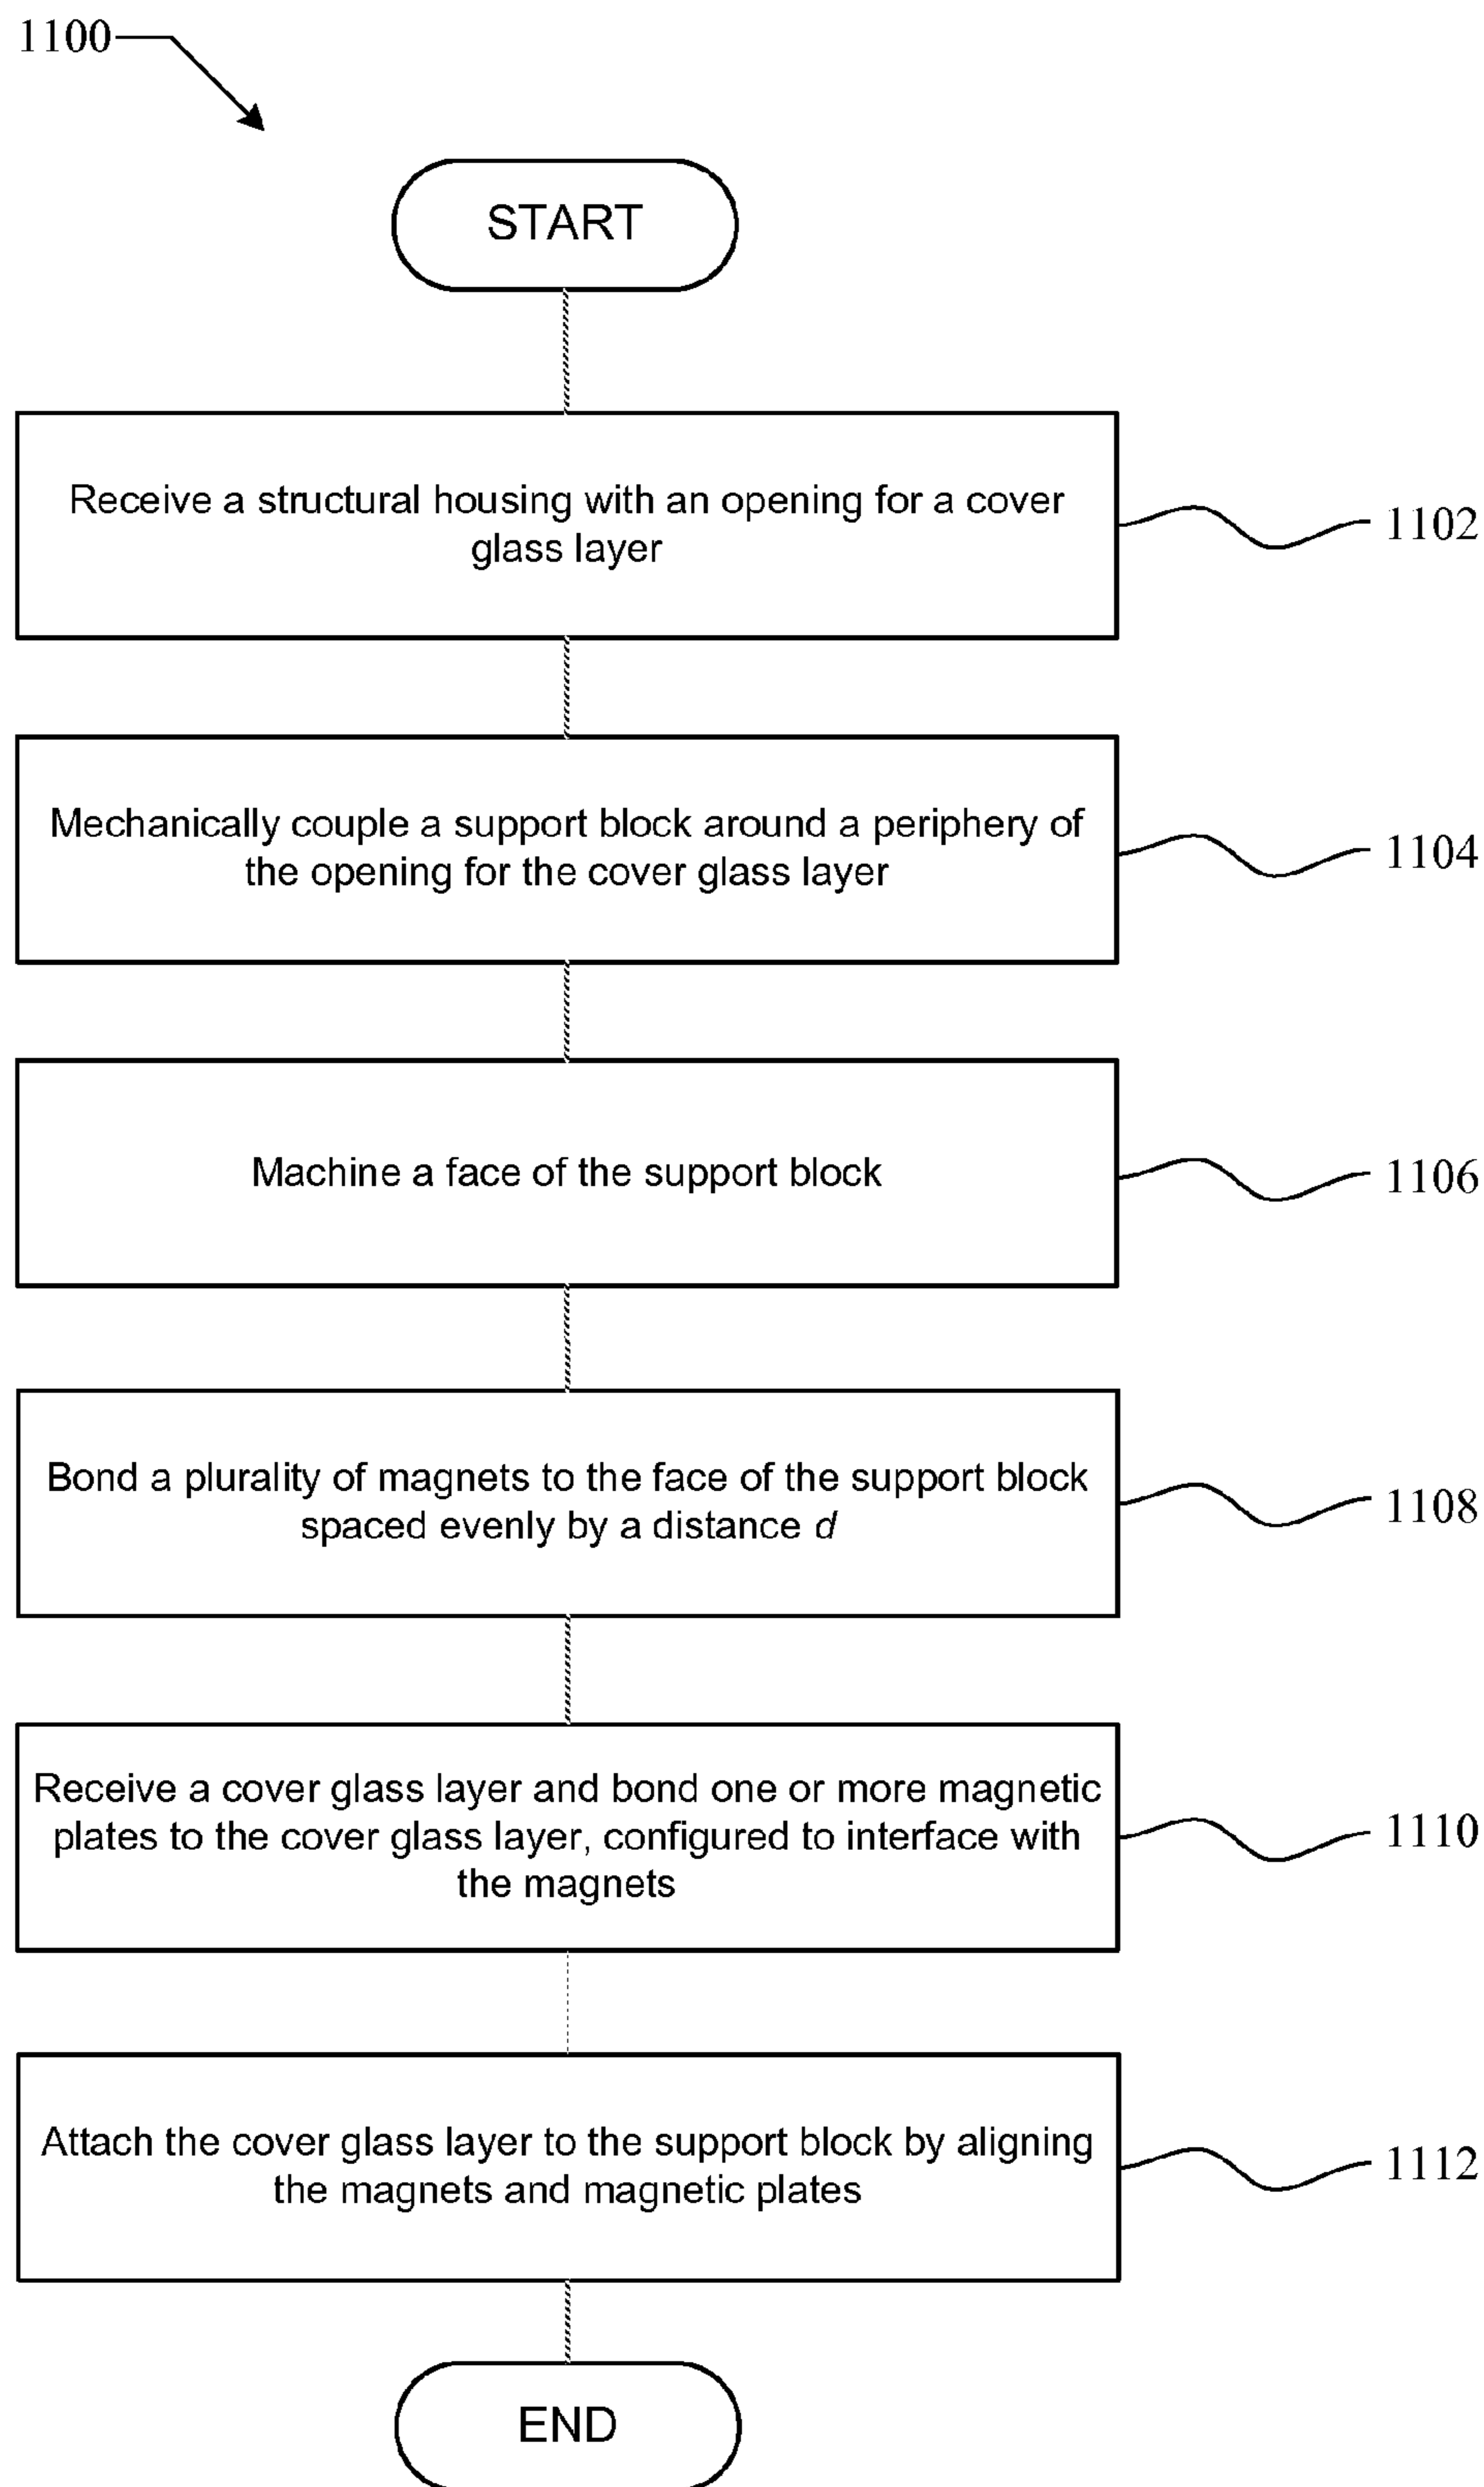 1100
START
Receive a structural housing with an opening for a cover
glass layer
1102
Mechanically couple a support block around a periphery of
the opening for the cover glass layer
1104
Machine a face of the support block
1106
Bond a plurality of magnets to the face of the support block
spaced evenly by a distance d
1108
Receive a cover glass layer and bond one or more magnetic
plates to the cover glass layer, configured to interface with
the magnets
1110
Attach the cover glass layer to the support block by aligning
the magnets and magnetic plates
1112
END